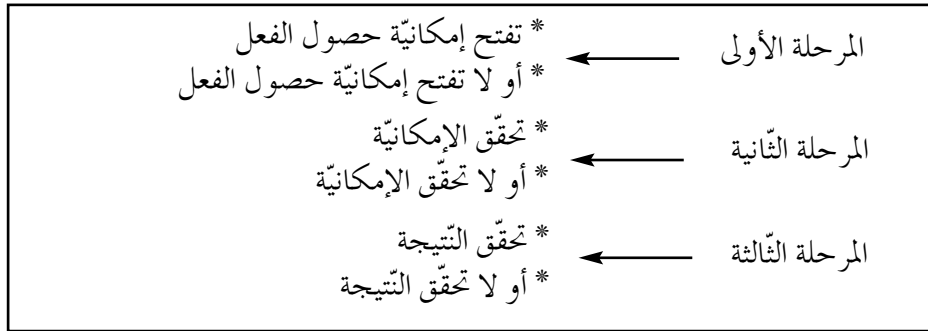 * تفتح إمكانيّة حصول الفعل
المرحلة الأولى
* أو لا تفتح إمكانيّة حصول الفعل
* تحقّق الإمكانيّة
المرحلة الثّانية
* أو لا تحقّق الإمكانيّة
* تحقّق النّتيجة
المرحلة الثّالثة
* أو لا تحقّق النّتيجة